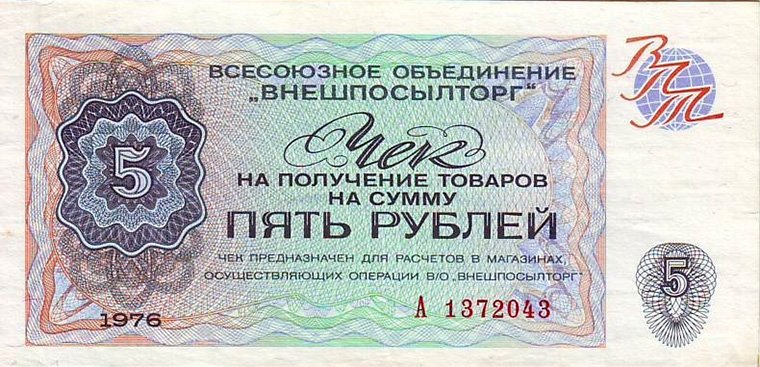 ВСЕСОЮЗНОЕ ОБЪЕДИНЕНИЕ
„ВНЕШПОСЫЛТОРГ"
ВПТ
Чек
НА ПОЛУЧЕНИЕ ТОВАРОВ
НА СУММУ
ПЯТЬ РУБЛЕЙ
ЧЕК ПРЕДНАЗНАЧЕН ДЛЯ РАСЧЕТОВ В МАГАЗИНАХ,
ОСУЩЕСТВЛЯЮЩИХ ОПЕРАЦИИ В/О „ВНЕШПОСЫЛТОРГ"
5
5
1976
А 1372043